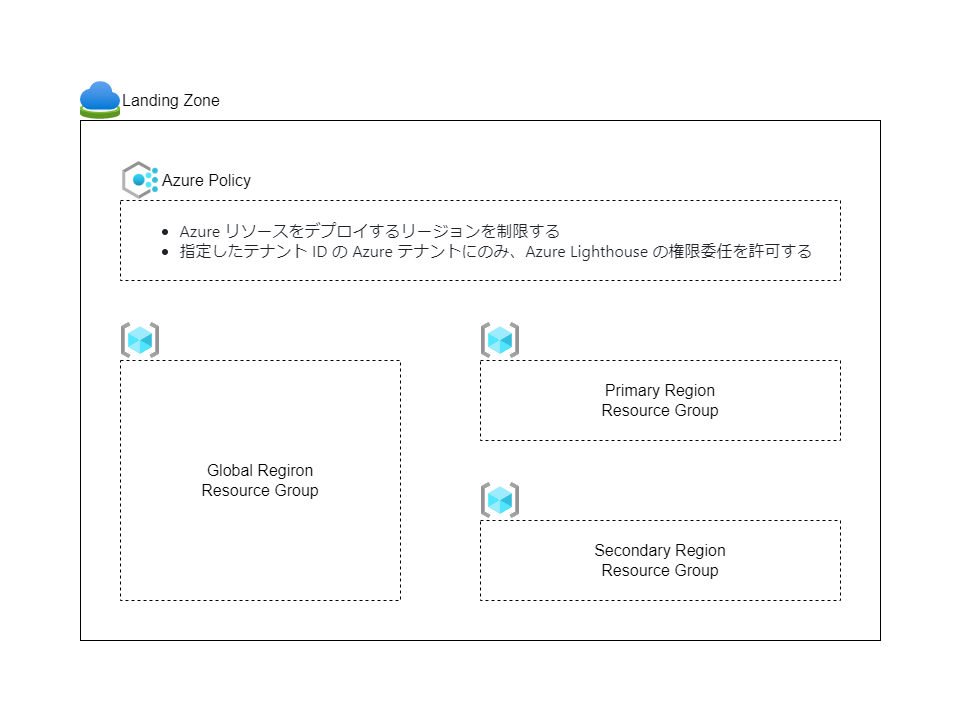 Landing Zone
Azure Policy
• Azure リソースをデプロイするリージョンを制限する
• 指定したテナント ID の Azure テナントにのみ、Azure Lighthouse の権限委任を許可する
Global Regiron
Resource Group
Primary Region
Resource Group
Secondary Region
Resource Group